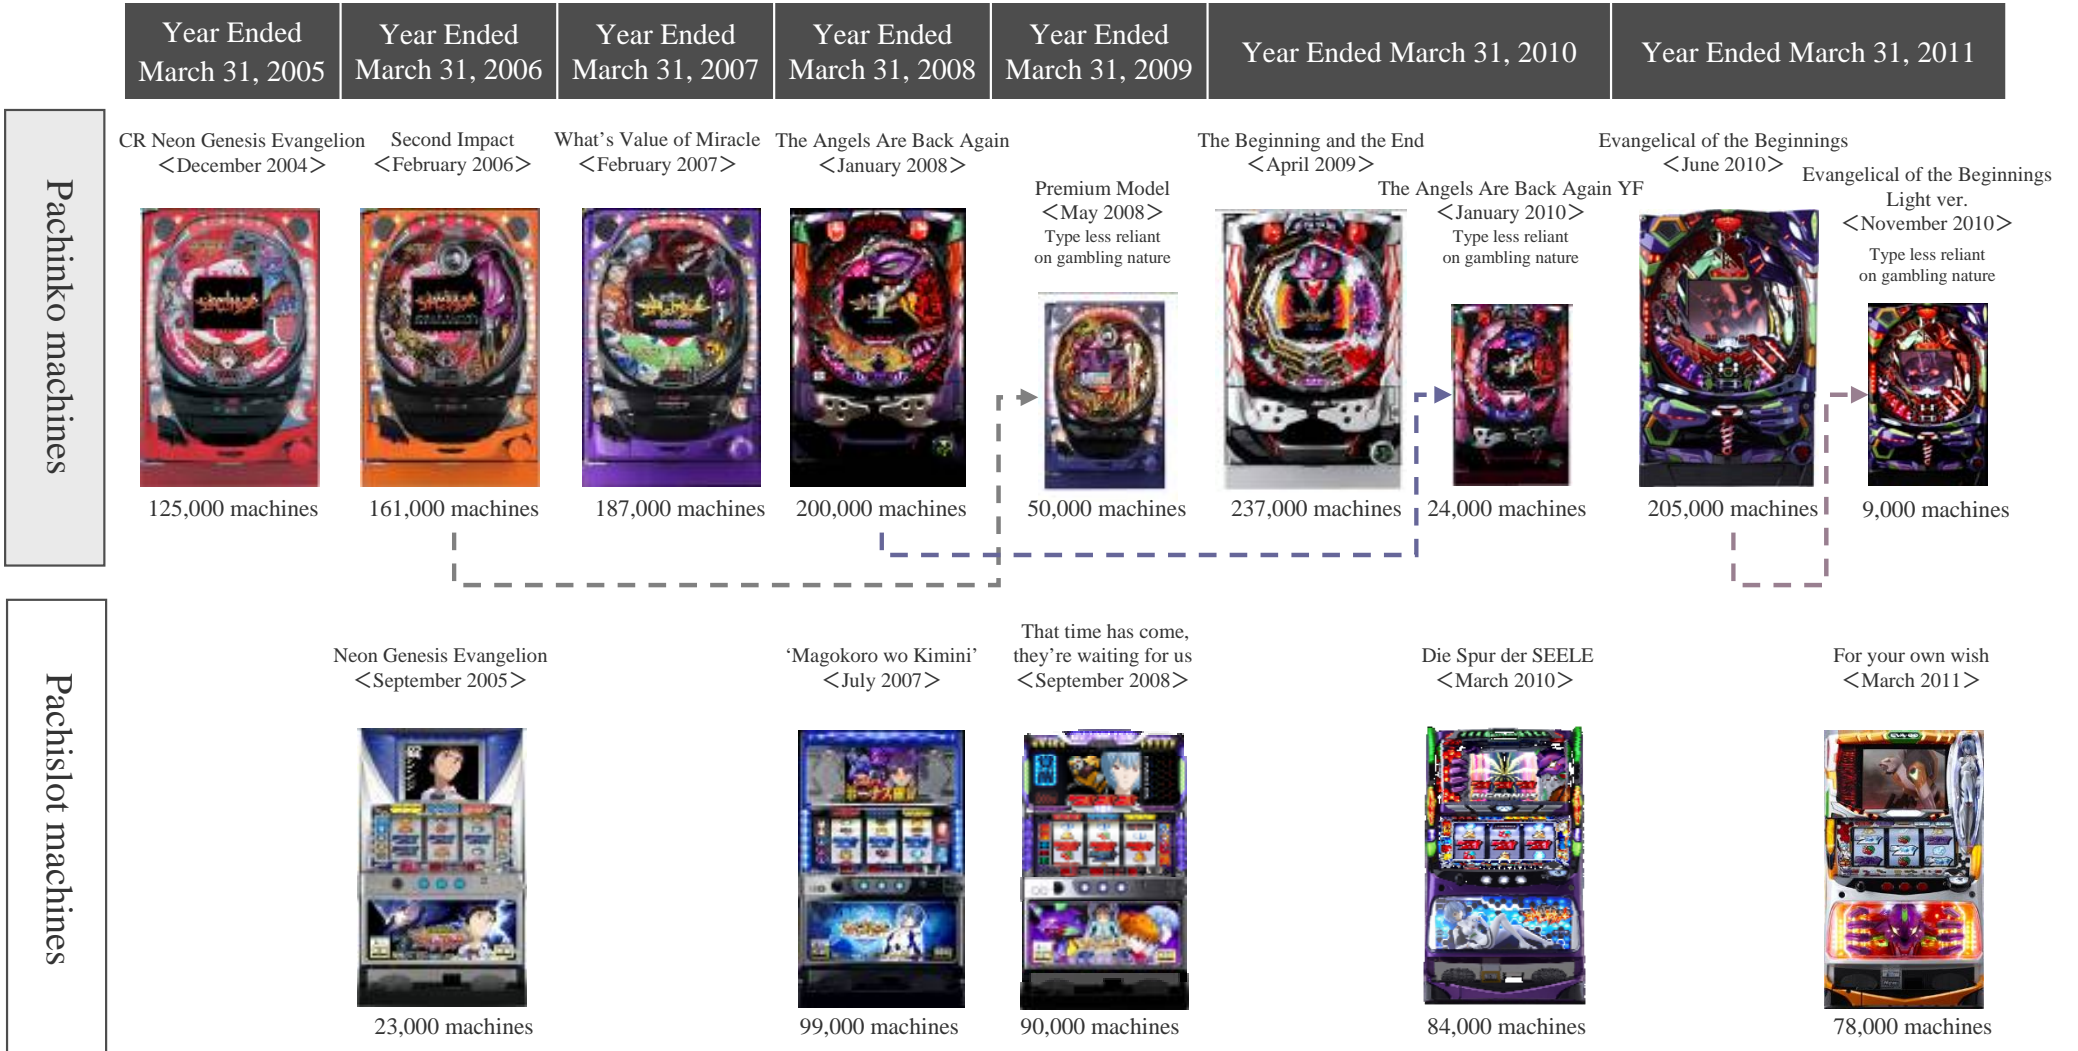 Year Ended
March 31, 2005
Year Ended
March 31, 2006
Year Ended
March 31, 2007
Year Ended
March 31, 2008
Year Ended
March 31, 2009
Year Ended March 31, 2010
Year Ended March 31, 2011
Pachinko machines
CR Neon Genesis Evangelion
<December 2004>
125,000 machines
Second Impact
<February 2006>
161,000 machines
What’s Value of Miracle
<February 2007>
187,000 machines
The Angels Are Back Again
<January 2008>
200,000 machines
Premium Model
<May 2008>
Type less reliant
on gambling nature
50,000 machines
The Beginning and the End
<April 2009>
237,000 machines
The Angels Are Back Again YF
<January 2010>
Type less reliant
on gambling nature
24,000 machines
Evangelical of the Beginnings
<June 2010>
205,000 machines
Evangelical of the Beginnings
Light ver.
<November 2010>
Type less reliant
on gambling nature
9,000 machines
Pachislot machines
Neon Genesis Evangelion
<September 2005>
23,000 machines
‘Magokoro wo Kimini’
<July 2007>
99,000 machines
That time has come,
they’re waiting for us
<September 2008>
90,000 machines
Die Spur der SEELE
<March 2010>
84,000 machines
For your own wish
<March 2011>
78,000 machines